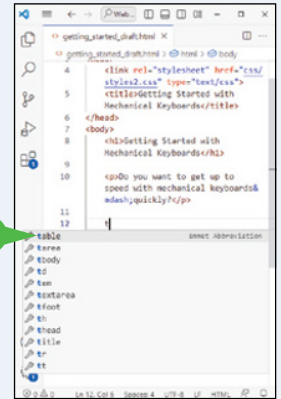 Web...
getting_started_draft.html
getting_started_draft.html > html > body
4 <link rel="stylesheet" href="css/
styles2.css" type="text/css">
5 <title>Getting Started with
Mechanical Keyboards</title>
6 </head>
7 <body>
8 <h1>Getting Started with
Mechanical Keyboards</h1>
9
10 <p>Do you want to get up to
speed with mechanical keyboards&
mdash;quickly?</p>
11
12 t
table Emmet Abbreviation
tarea
tbody
td
tem
textarea
tfoot
th
thead
title
tr
tt
0 0 Ln 12, Col 6 Spaces: 4 UTF-8 LF HTML